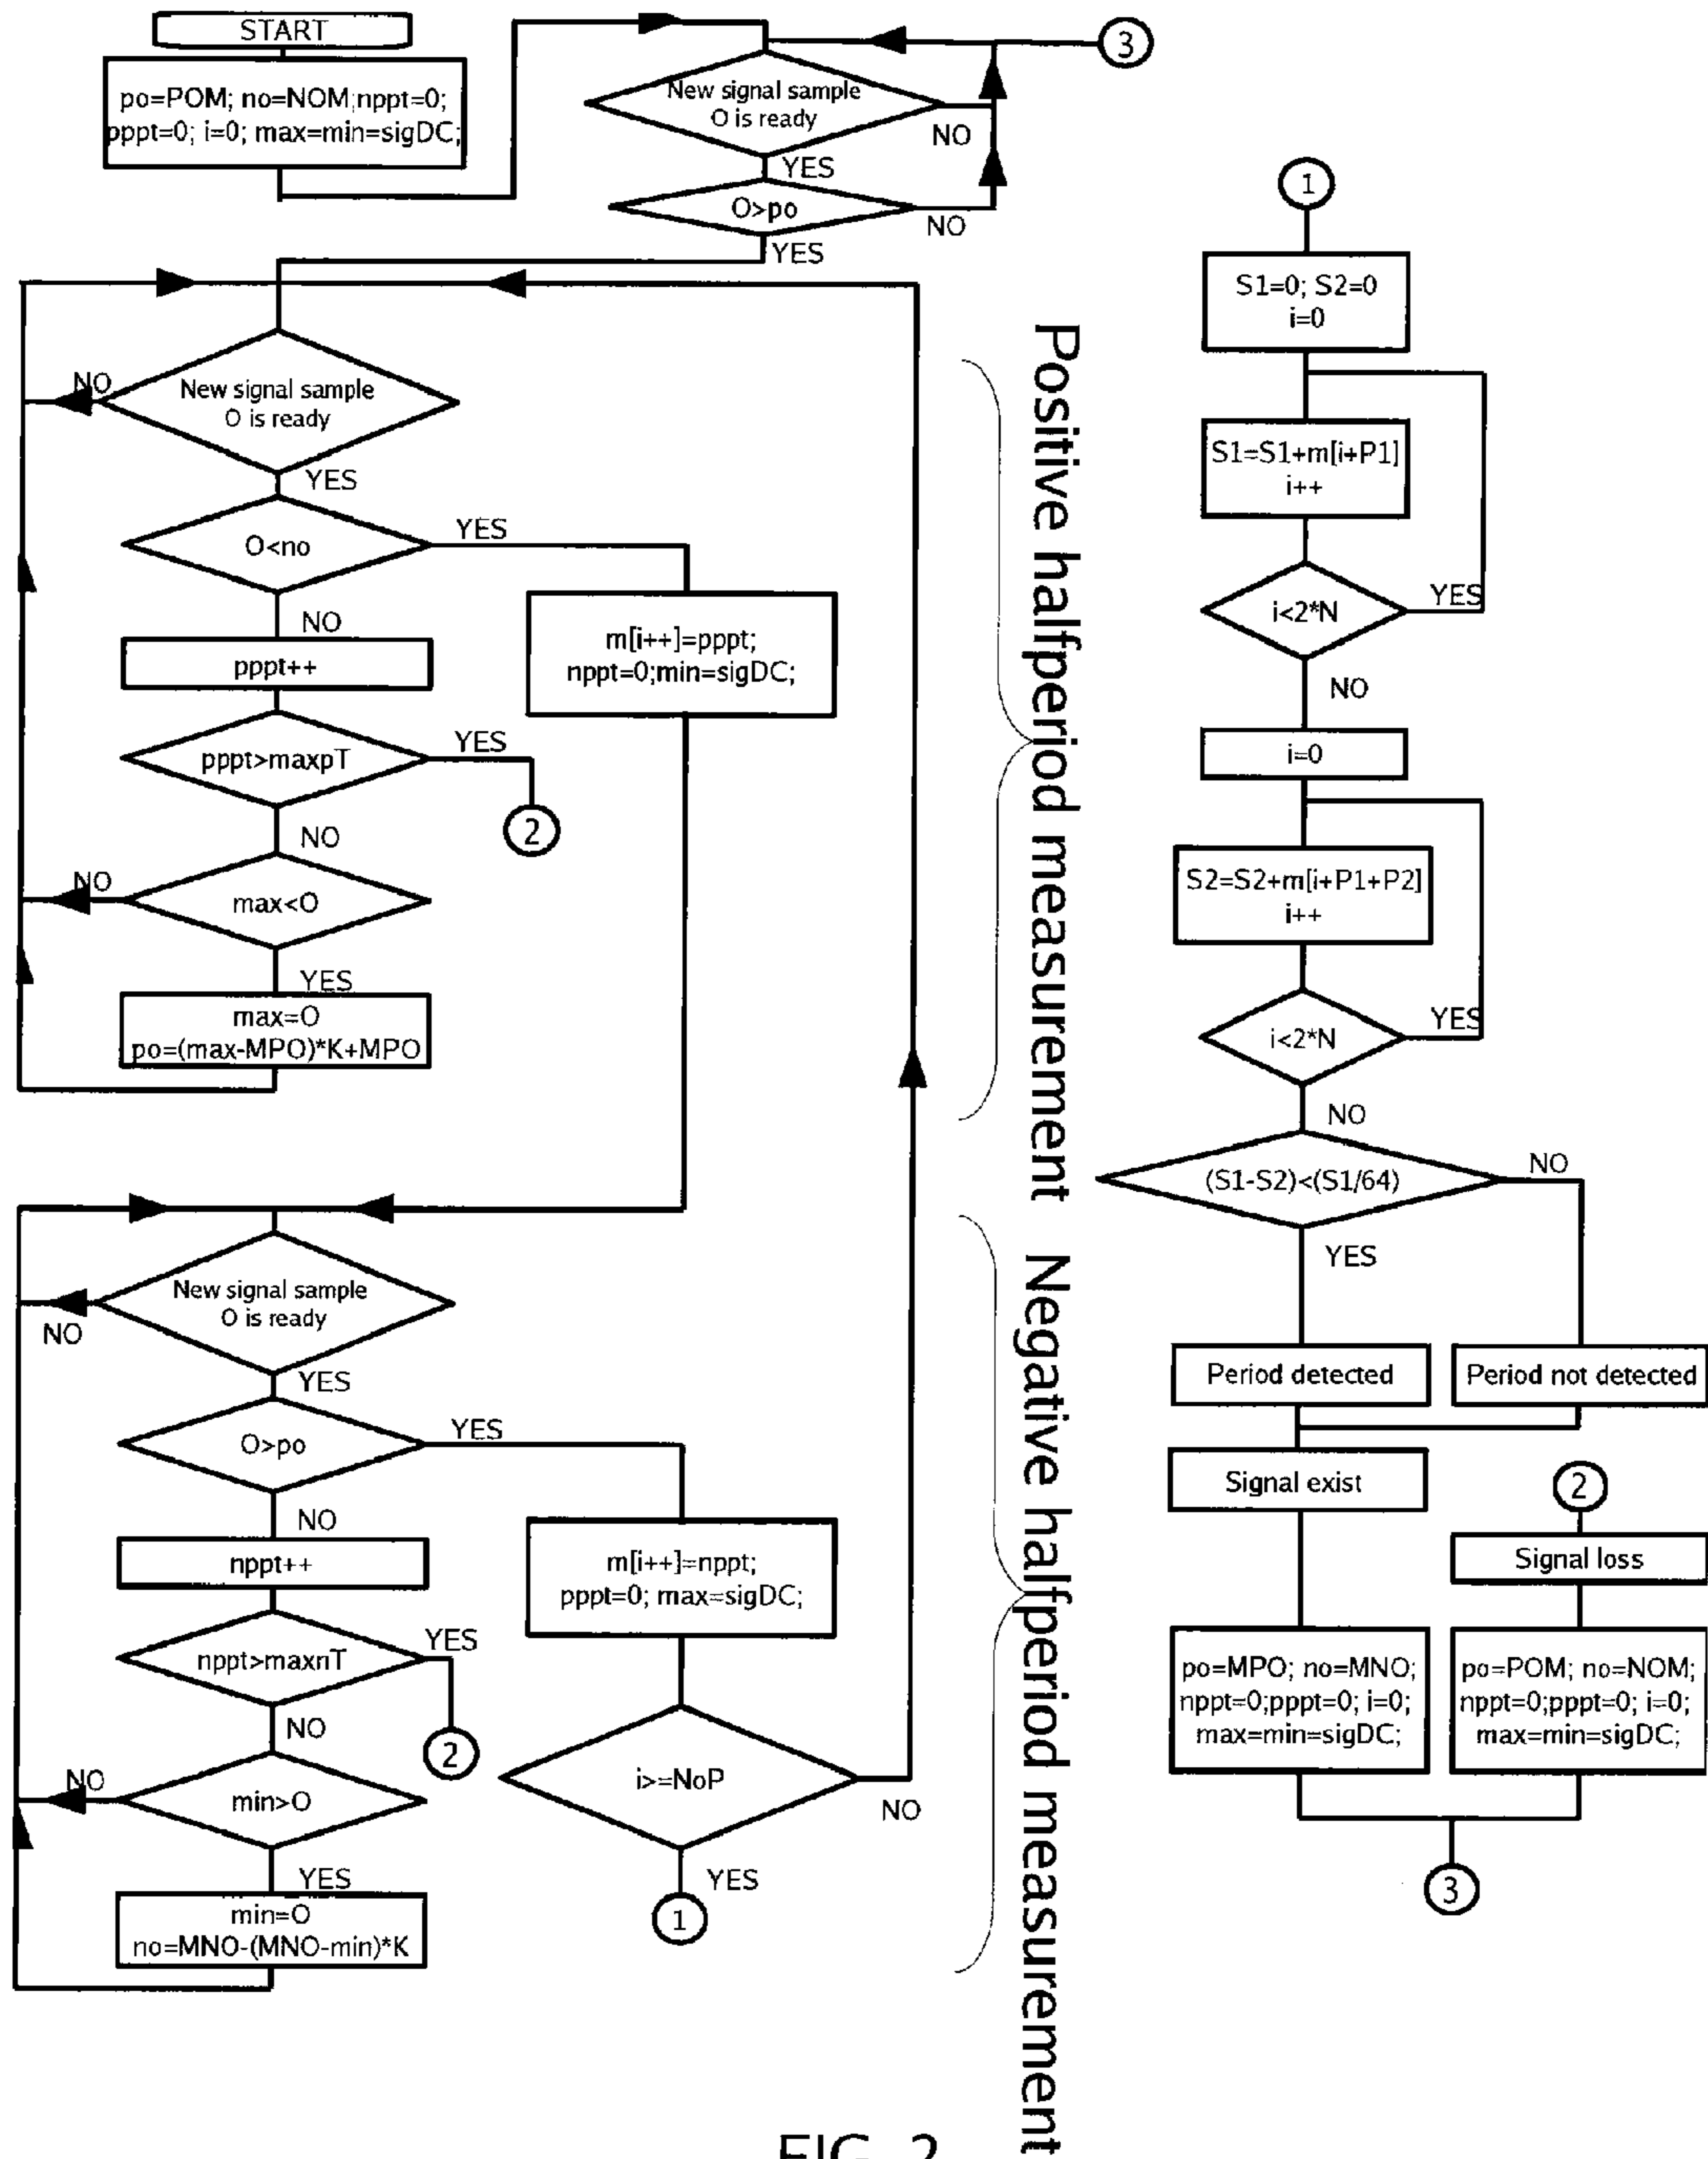 START
po=POM; no=NOM;nppt=0;
pppt=0; i=0; max=min=sigDC;
3
New signal sample
O is ready
NO
YES
O>po
NO
YES
New signal sample
O is ready
NO
YES
O<no
YES
NO
m[i++]=pppt;
nppt=0;min=sigDC;
pppt++
pppt>maxpT
YES
2
NO
max<O
NO
YES
max=O
po=(max-MPO)*K+MPO
Positive halfperiod measurement
New signal sample
O is ready
NO
YES
O>po
YES
NO
m[i++]=nppt;
pppt=0; max=sigDC;
nppt++
nppt>maxnT
YES
2
NO
min>O
NO
YES
min=O
no=MNO-(MNO-min)*K
i>=NoP
NO
YES
1
Negative halfperiod measurement
1
S1=0; S2=0
i=0
S1=S1+m[i+P1]
i++
i<2*N
YES
NO
i=0
S2=S2+m[i+P1+P2]
i++
i<2*N
YES
NO
(S1-S2)<(S1/64)
NO
YES
Period detected
Period not detected
Signal exist
2
Signal loss
po=MPO; no=MNO;
nppt=0;pppt=0; i=0;
max=min=sigDC;
po=POM; no=NOM;
nppt=0;pppt=0; i=0;
max=min=sigDC;
3
FIG. 2